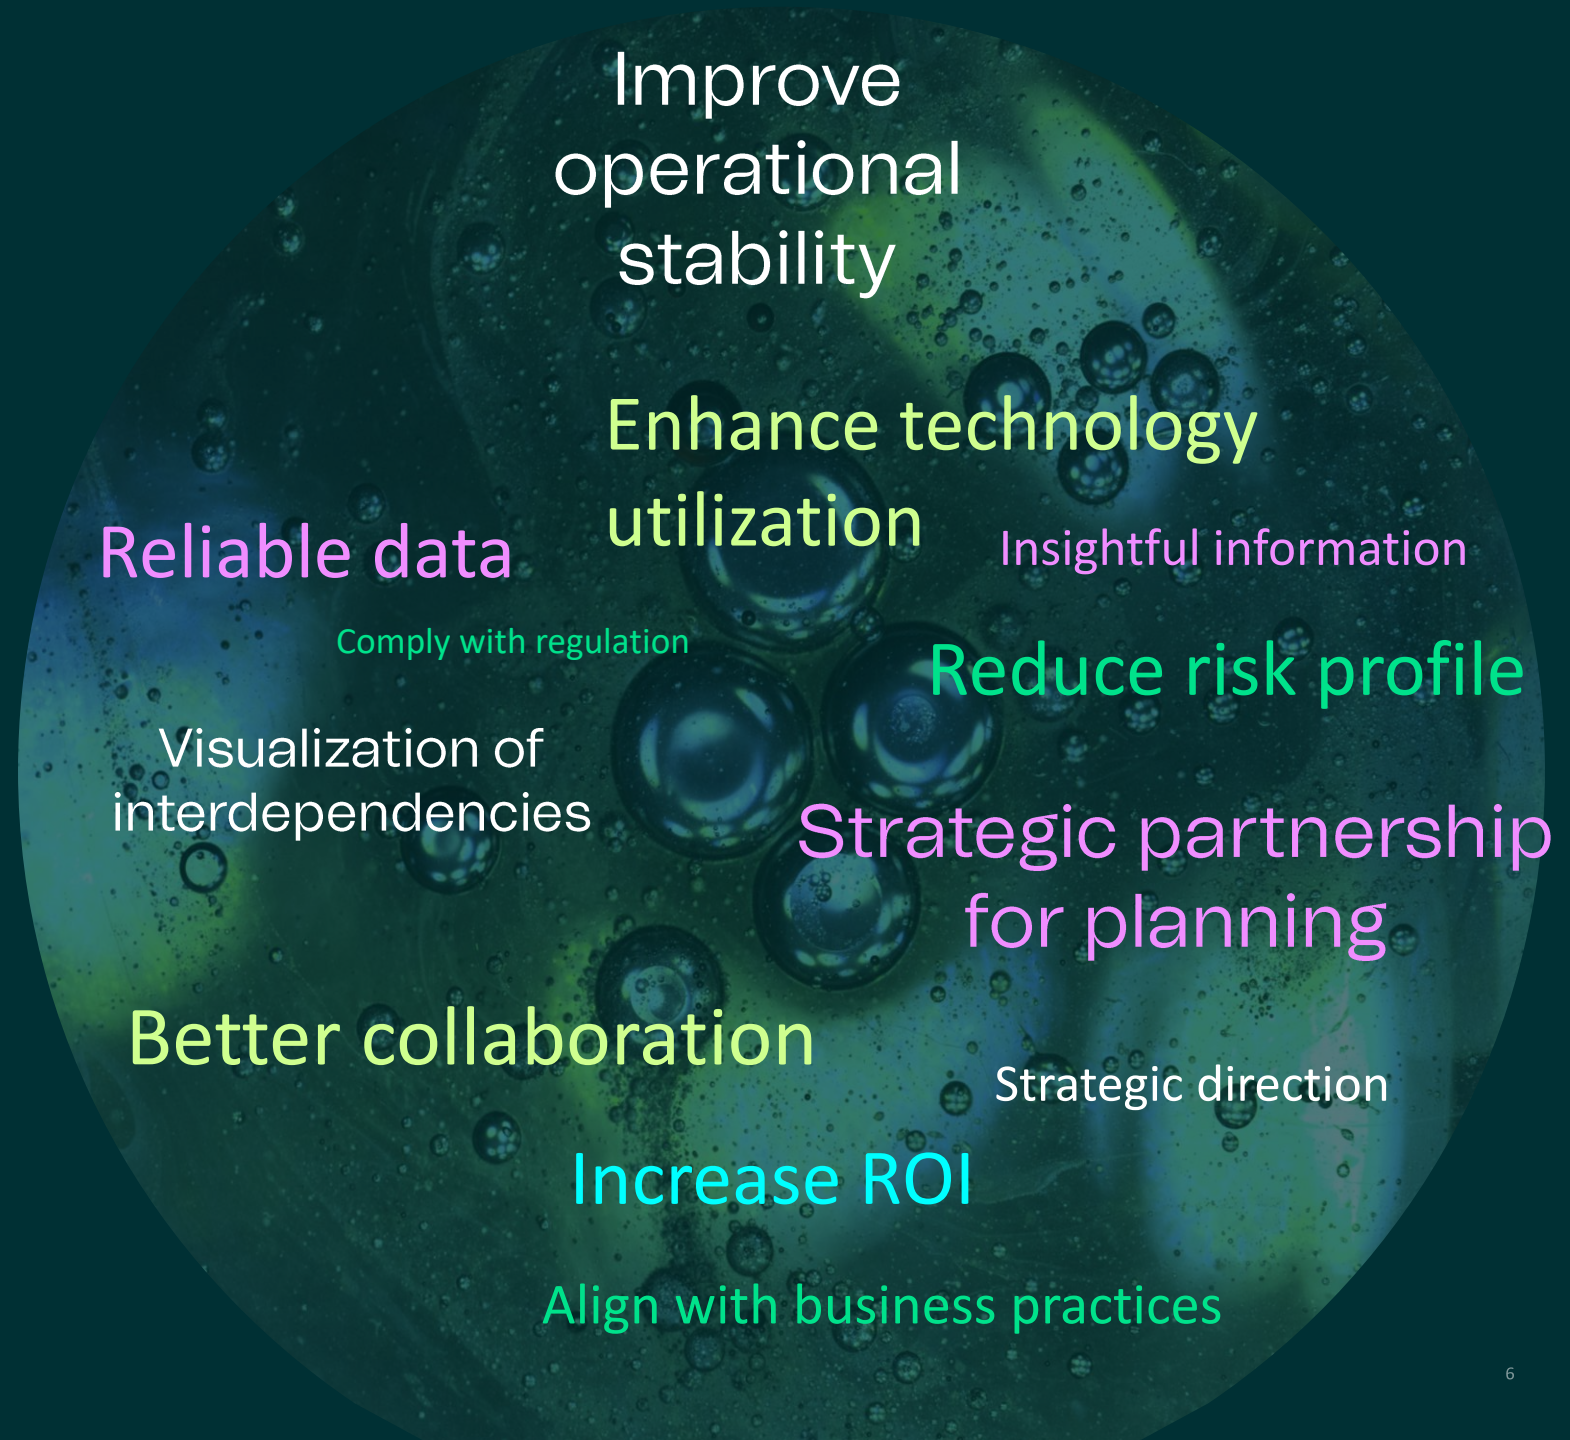 Improve
operational
stability
Enhance technology
utilization
Reliable data
Insightful information
Comply with regulation
Reduce risk profile
Visualization of
interdependencies
Strategic partnership
for planning
Better collaboration
Strategic direction
Increase ROI
Align with business practices
6